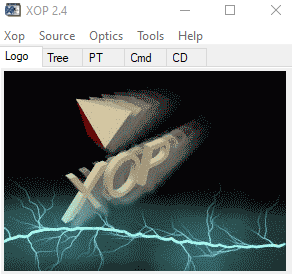 XOP 2.4
Xop Source Optics Tools Help
Logo Tree PT Cmd CD
XOP